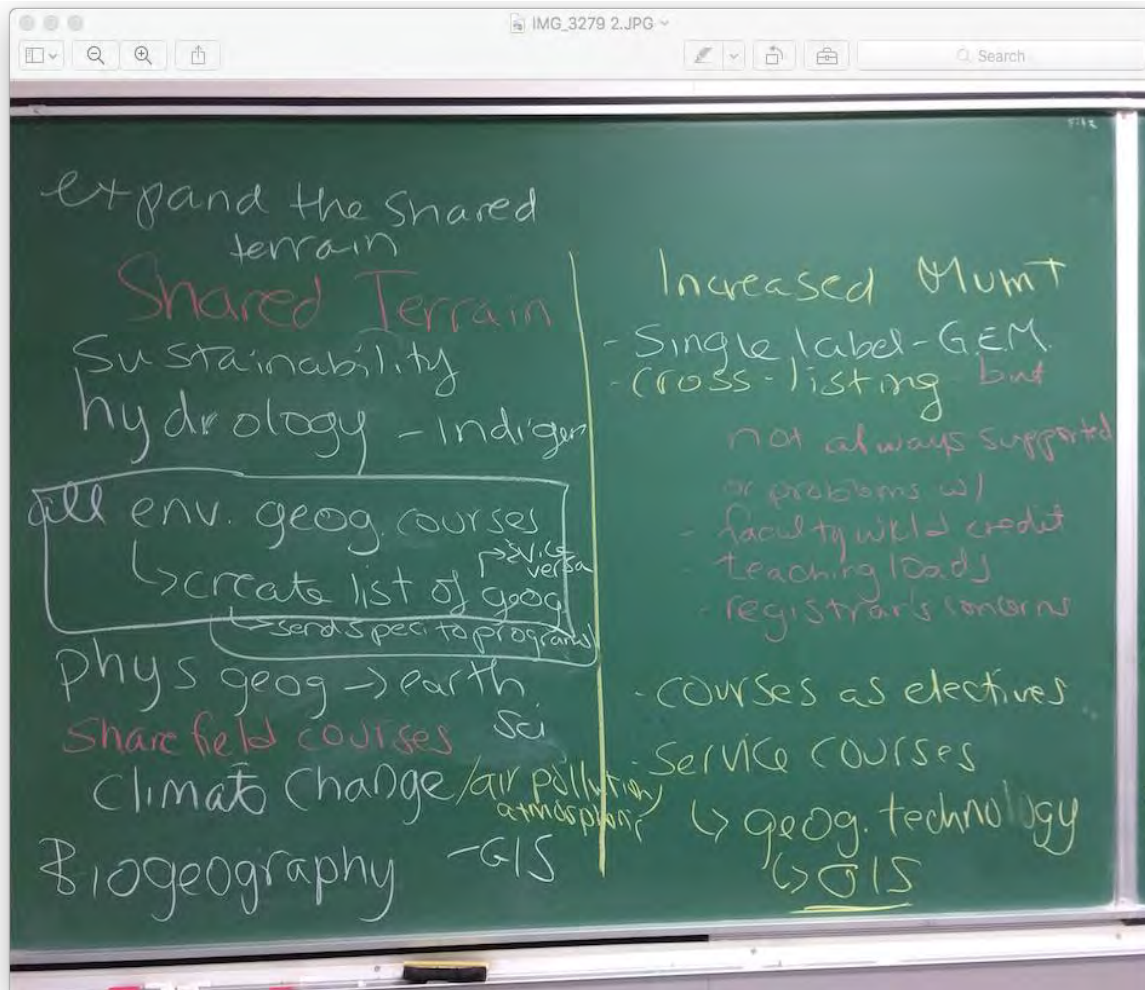 IMG_3279 2.JPG
Search
expand the shared
terrain
Shared Terrain
Sustainability
hydrology - Indigen
all env. geog. courses
↳ create list of geog
→ & vice
versa
↳ send speci to programs
phys geog → earth
sci
share field courses
Climate Change /air pollution/
atmospheric
Biogeography - GIS
Increased Mvmt
- Single label - G.E.M.
- cross-listing but
not always supported
or problems w/
- faculty wkld credit
- teaching loads
- registrar's concerns
- courses as electives
- service courses
↳ geog. technology
↳ GIS